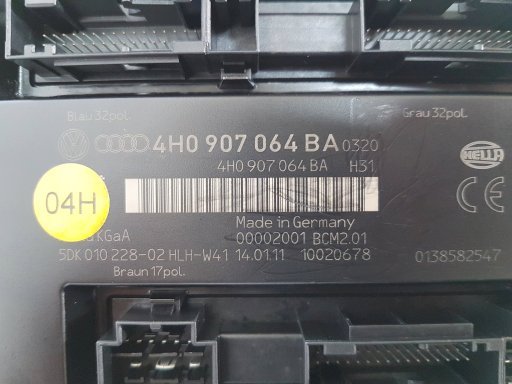 Blau 32pol.
Grau 32pol.
4H0 907 064 BA 0320
4H0 907 064 BA H31
HELLA
04H
CE
Made in Germany
KGaA
00002001 BCM2.01
5DK 010 228-02 HLH-W41 14.01.11 10020678
0138582547
Braun 17pol.